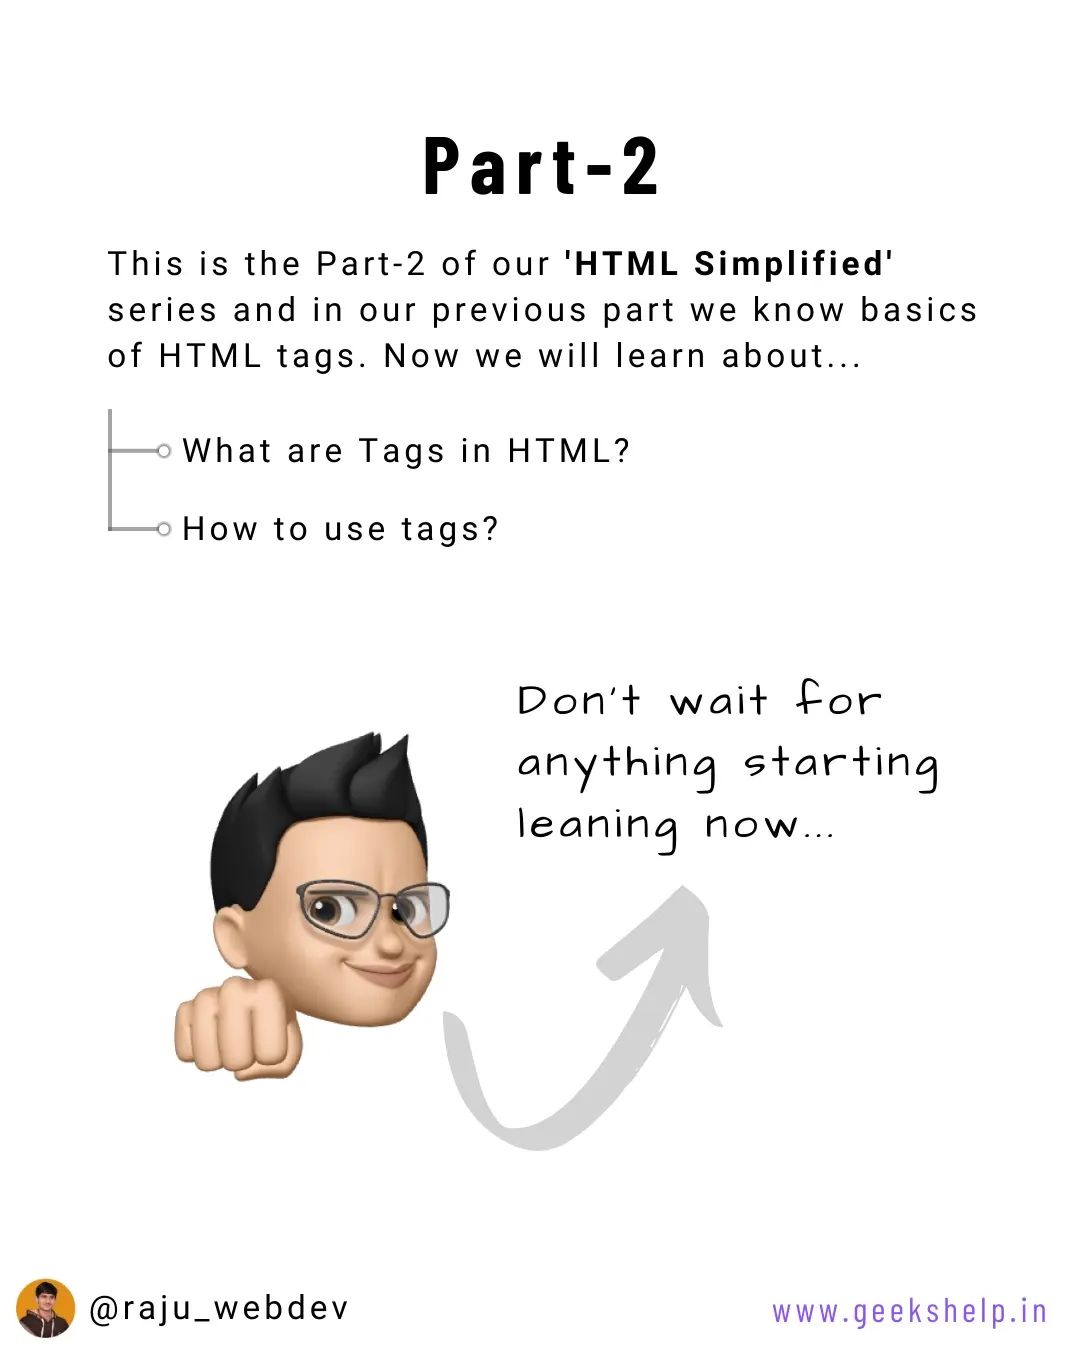 Part-2
This is the Part-2 of our 'HTML Simplified'
series and in our previous part we know basics
of HTML tags. Now we will learn about...
What are Tags in HTML?
How to use tags?
Don't wait for
anything starting
leaning now...
@raju_webdev
www.geekshelp.in